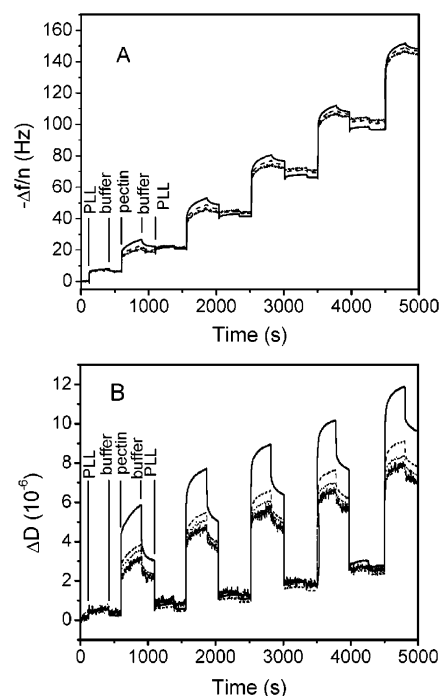 160
140
120
100
80
60
40
20
0
-Δf/n (Hz)
A
PLL
buffer
pectin
buffer
PLL
0 1000 2000 3000 4000 5000
Time (s)
12
10
8
6
4
2
0
ΔD (10-6)
B
PLL
buffer
pectin
buffer
PLL
0 1000 2000 3000 4000 5000
Time (s)